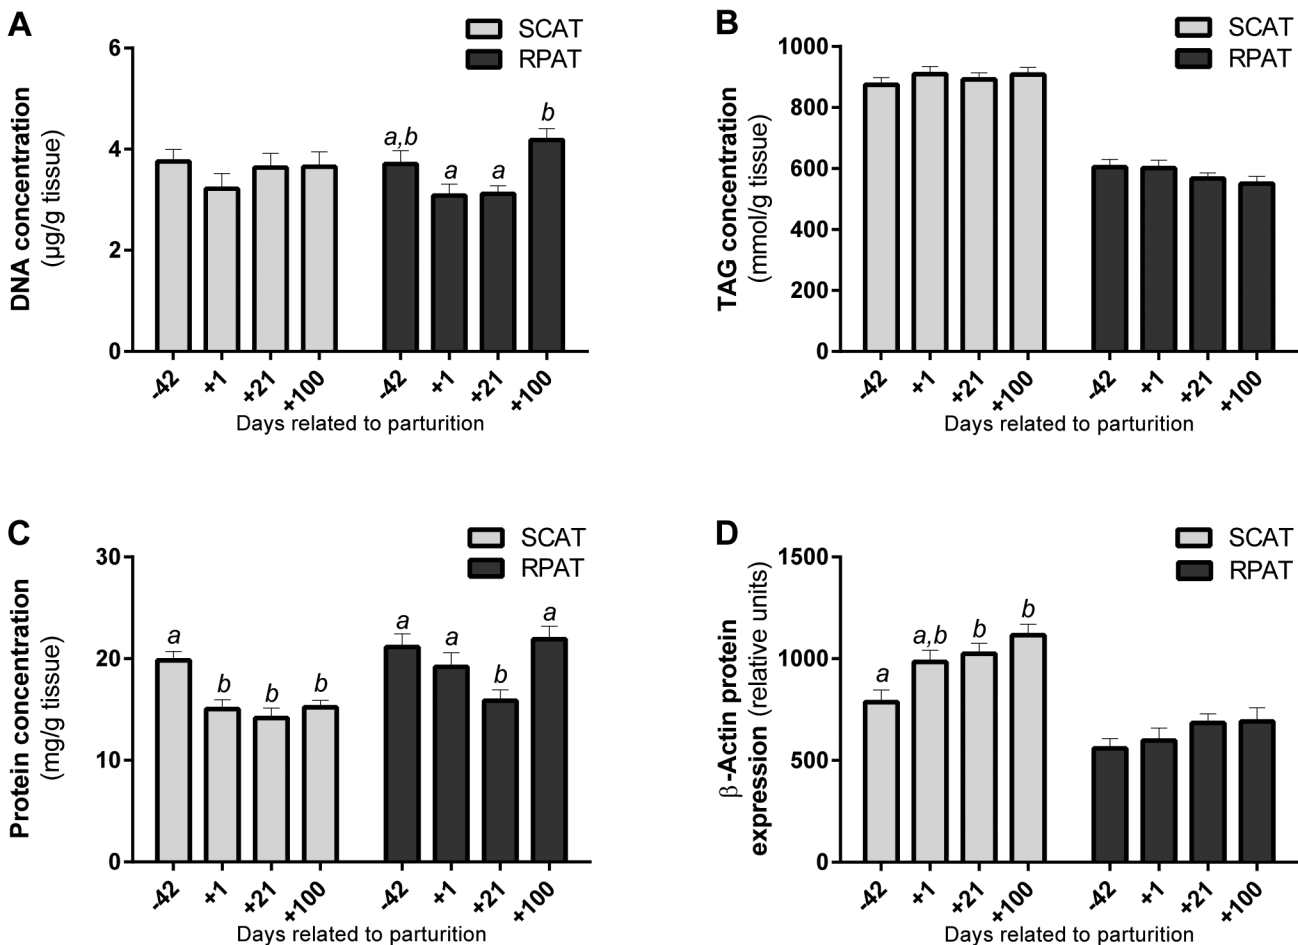 A
SCAT
RPAT
DNA concentration
(µg/g tissue)
6
4
2
0
a,b
a
a
b
-42
+1
+21
+100
-42
+1
+21
+100
Days related to parturition
B
SCAT
RPAT
TAG concentration
(mmol/g tissue)
1000
800
600
400
200
0
-42
+1
+21
+100
-42
+1
+21
+100
Days related to parturition
C
SCAT
RPAT
Protein concentration
(mg/g tissue)
30
20
10
0
a
b
b
b
a
a
b
a
-42
+1
+21
+100
-42
+1
+21
+100
Days related to parturition
D
SCAT
RPAT
β-Actin protein
expression (relative units)
1500
1000
500
0
a
a,b
b
b
-42
+1
+21
+100
-42
+1
+21
+100
Days related to parturition